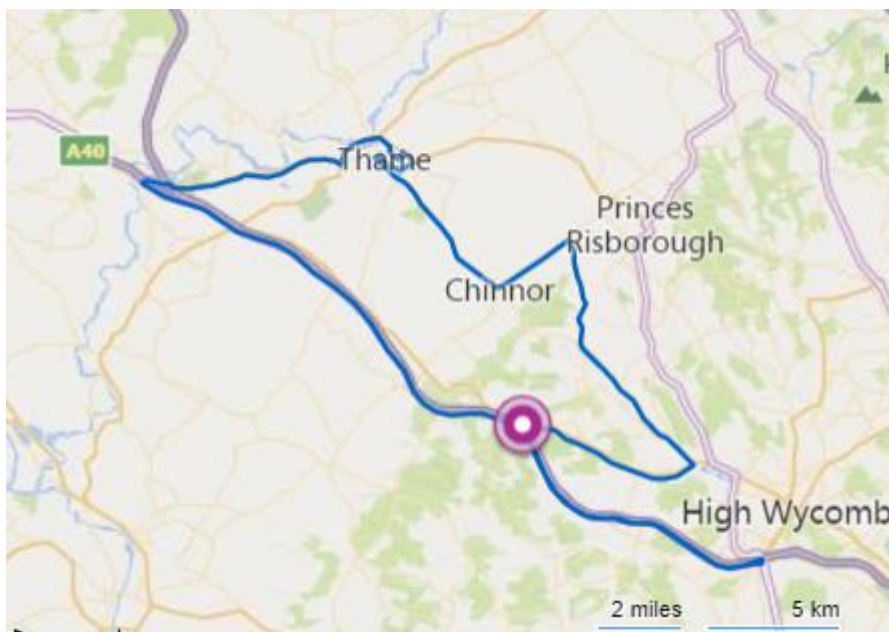 A40
Thame
Princes
Risborough
Chinnor
High Wycomb
2 miles
5 km